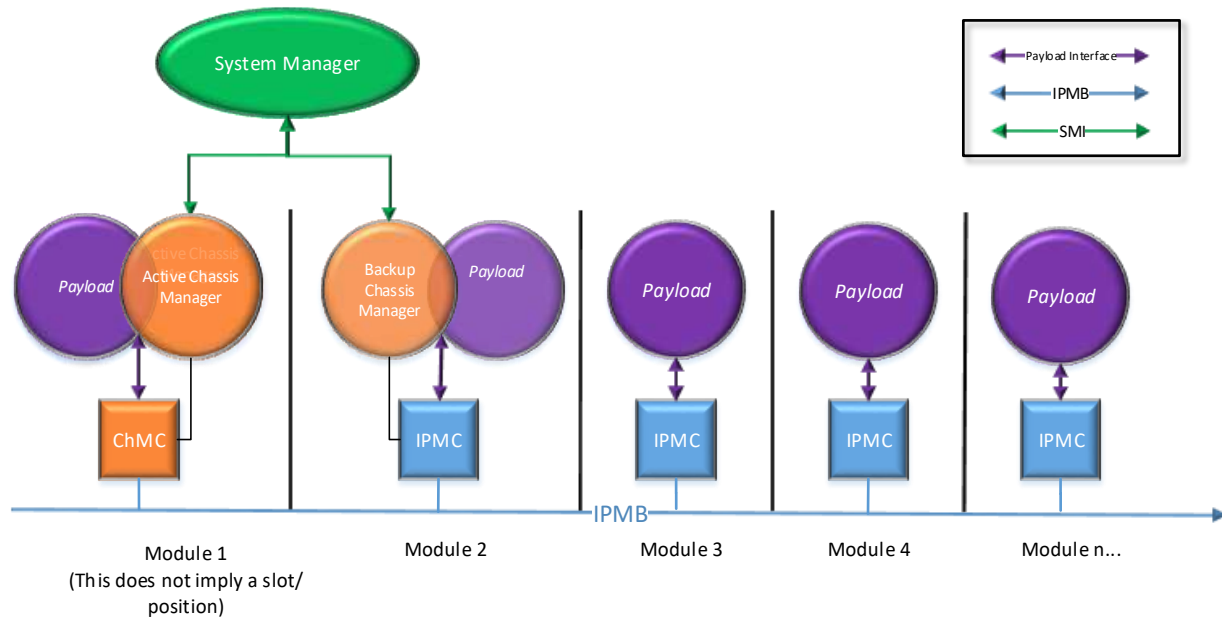 System Manager
Payload Interface
IPMB
SMI
Payload
Active Chassis
Active Chassis
Manager
Backup
Chassis
Manager
Payload
Payload
Payload
Payload
ChMC
IPMC
IPMC
IPMC
IPMC
IPMB
Module 1
(This does not imply a slot/
position)
Module 2
Module 3
Module 4
Module n...